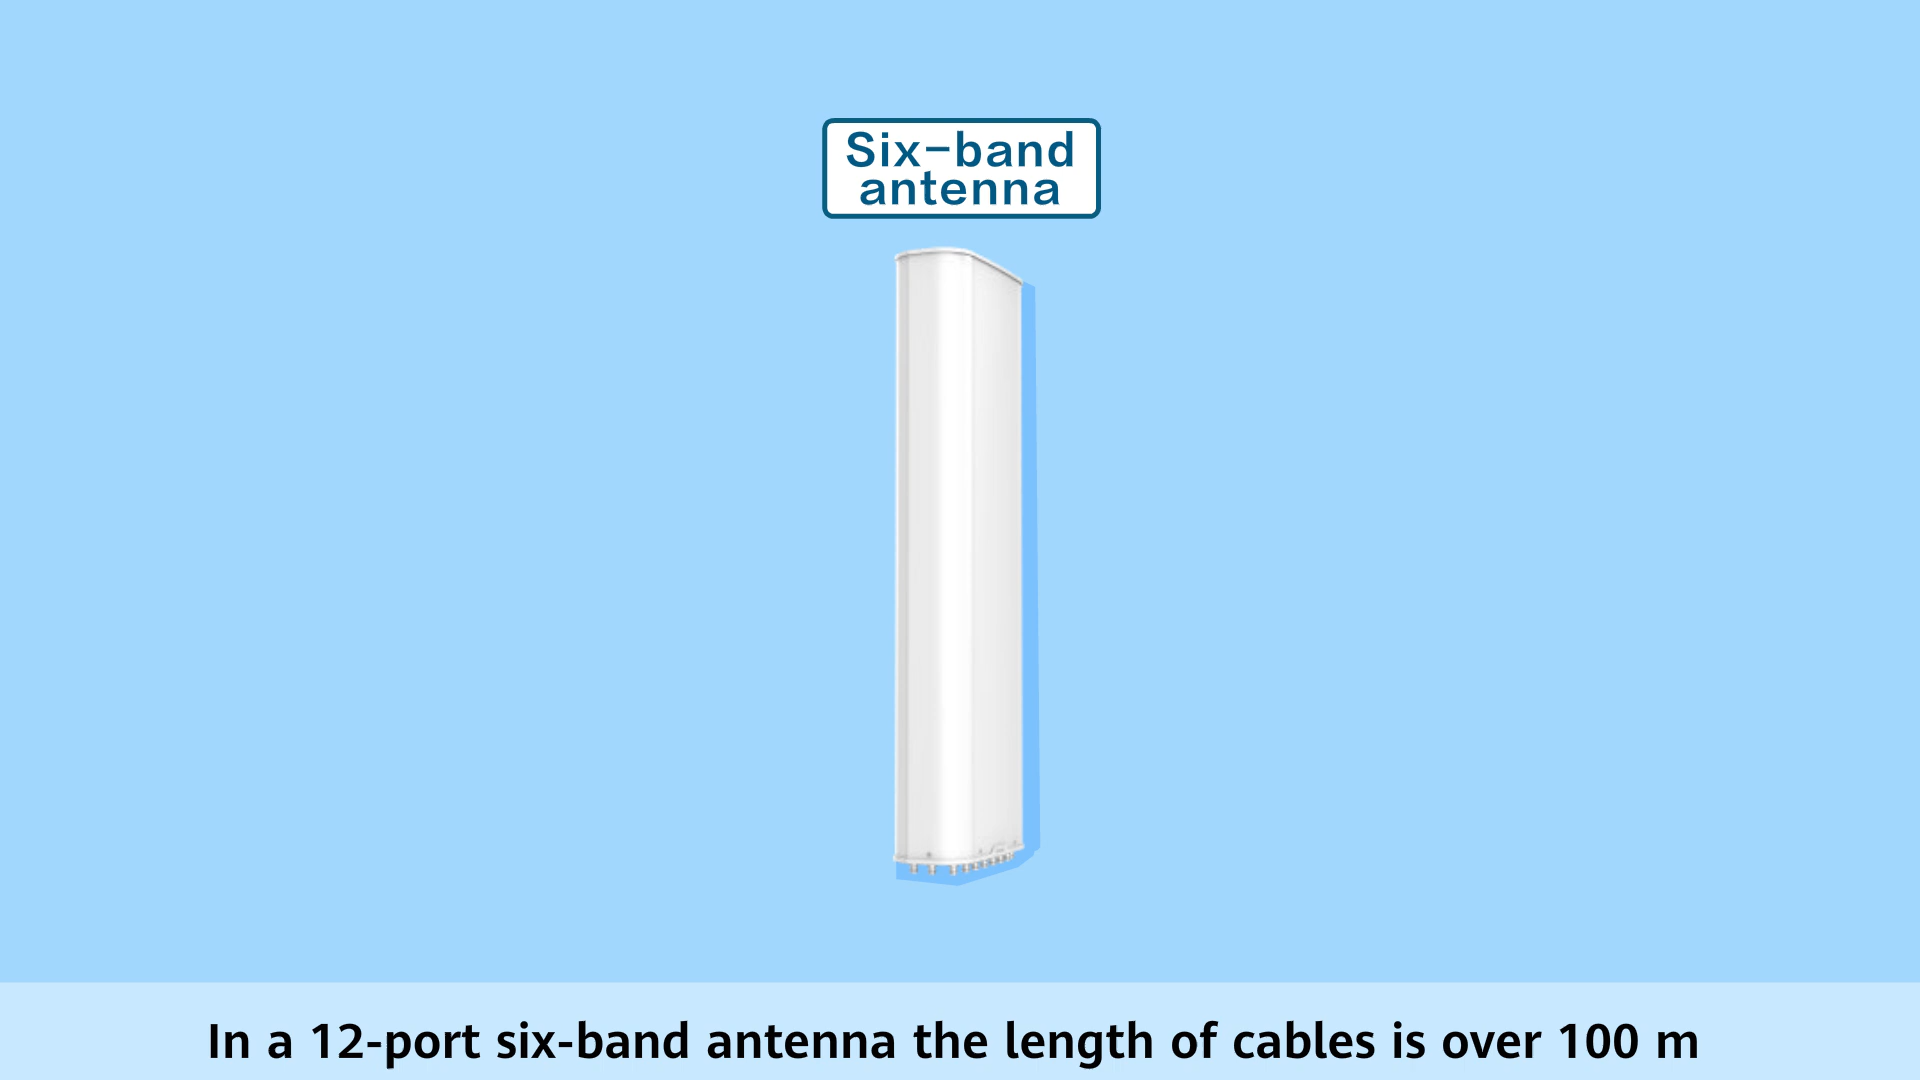 Six-band
antenna
In a 12-port six-band antenna the length of cables is over 100 m